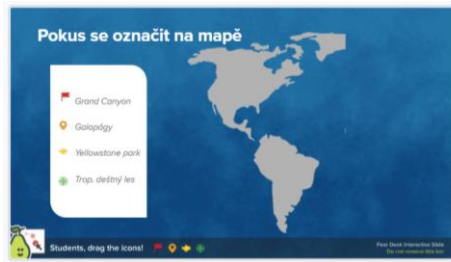 Pokus se označit na mapě
Grand Canyon
Galapágy
Yellowstone park
Trop. deštný les
Students, drag the icons!
Pear Deck Interactive Slide
Do not remove this bar